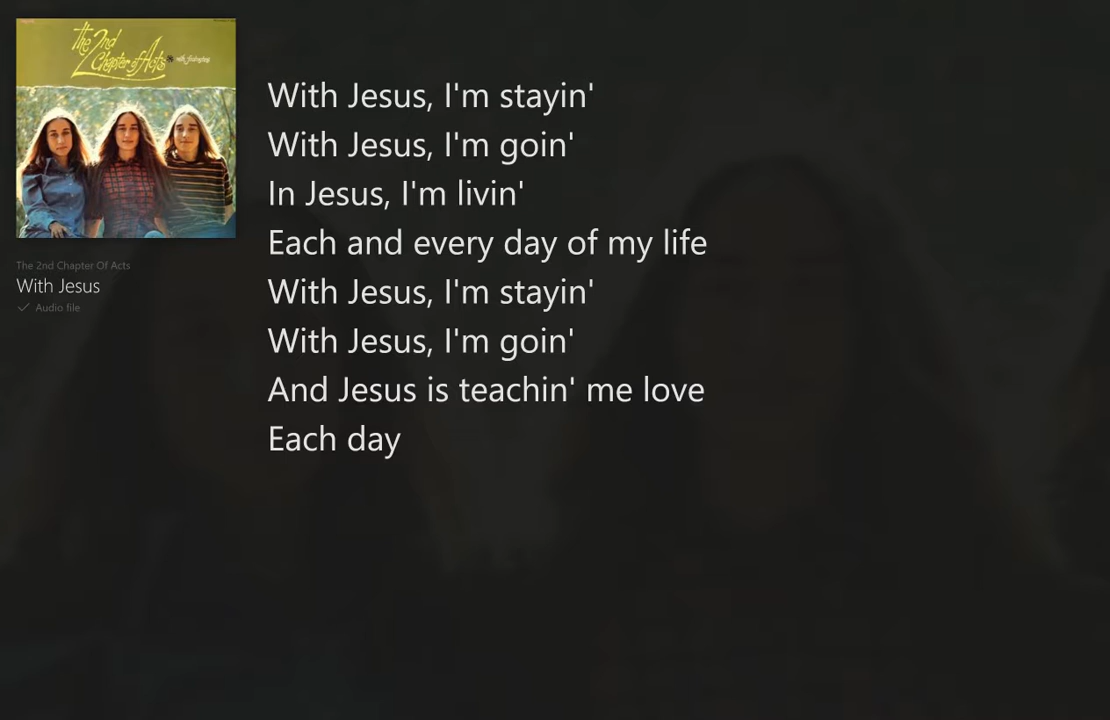 The 2nd
Chapter of Acts
with footnotes
The 2nd Chapter Of Acts
With Jesus
Audio file
With Jesus, I'm stayin'
With Jesus, I'm goin'
In Jesus, I'm livin'
Each and every day of my life
With Jesus, I'm stayin'
With Jesus, I'm goin'
And Jesus is teachin' me love
Each day